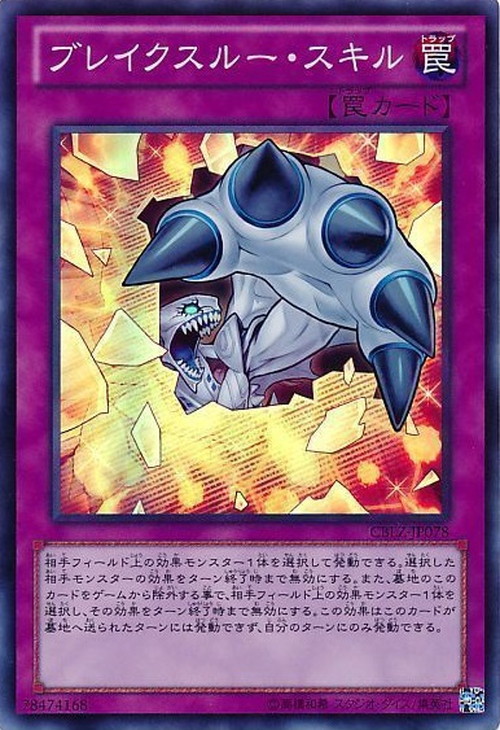 ブレイクスルー・スキル 罠
トラップ
【罠カード】
トラップ
CBLZ-JP078
相手フィールド上の効果モンスター1体を選択して発動できる。選択した
相手モンスターの効果をターン終了時まで無効にする。また、墓地のこの
カードをゲームから除外する事で、相手フィールド上の効果モンスター1体を
選択し、その効果をターン終了時まで無効にする。この効果はこのカードが
墓地へ送られたターンには発動できず、自分のターンにのみ発動できる。
78474168
©高橋和希 スタジオ・ダイス/集英社